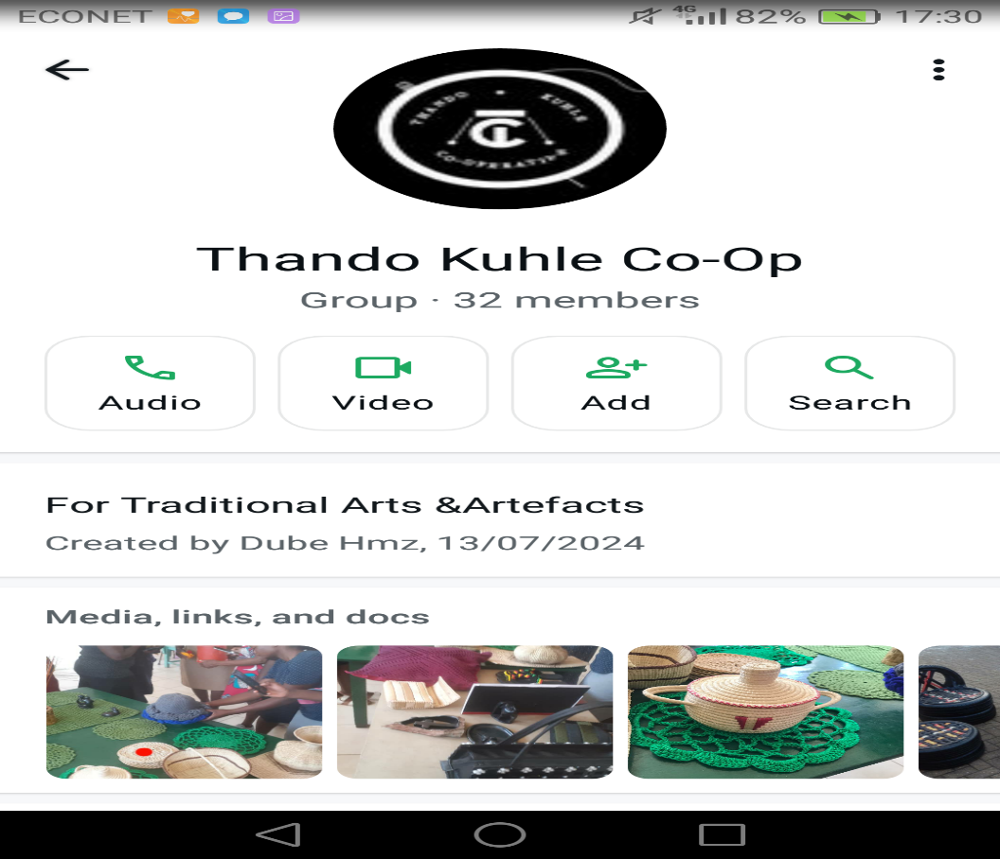 ECONET 4G 82% 17:30
THANDO • KUHLE
TC
CO-OPERATIVE
Thando Kuhle Co-Op
Group · 32 members
Audio Video Add Search
For Traditional Arts &Artefacts
Created by Dube Hmz, 13/07/2024
Media, links, and docs